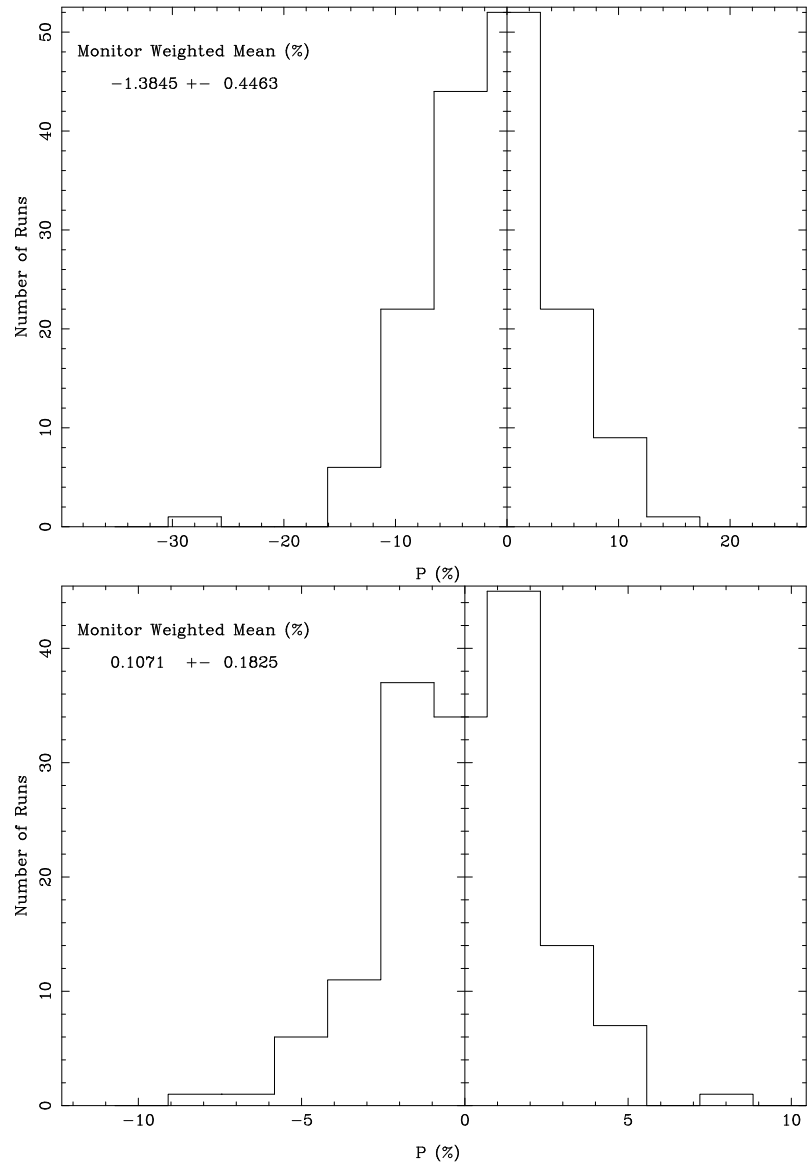 Monitor Weighted Mean (%)
−1.3845 +− 0.4463
Number of Runs
50
40
30
20
10
0
−30 −20 −10 0 10 20
P (%)
Monitor Weighted Mean (%)
0.1071 +− 0.1825
Number of Runs
40
30
20
10
0
−10 −5 0 5 10
P (%)